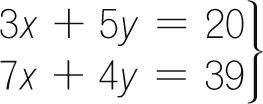 3x + 5y = 20
7x + 4y = 39